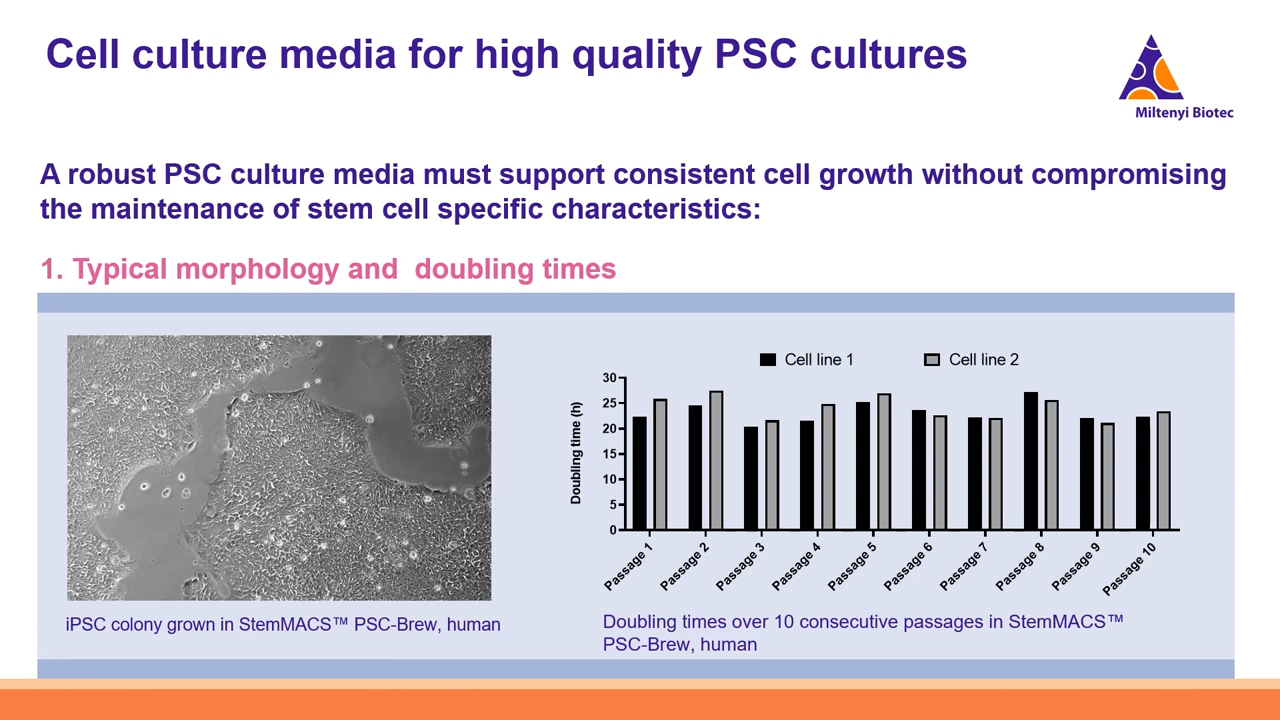 Cell culture media for high quality PSC cultures
Miltenyi Biotec
A robust PSC culture media must support consistent cell growth without compromising
the maintenance of stem cell specific characteristics:
1. Typical morphology and doubling times
Cell line 1
Cell line 2
Doubling time (h)
30
25
20
15
10
5
0
Passage 1
Passage 2
Passage 3
Passage 4
Passage 5
Passage 6
Passage 7
Passage 8
Passage 9
Passage 10
iPSC colony grown in StemMACS™ PSC-Brew, human
Doubling times over 10 consecutive passages in StemMACS™
PSC-Brew, human